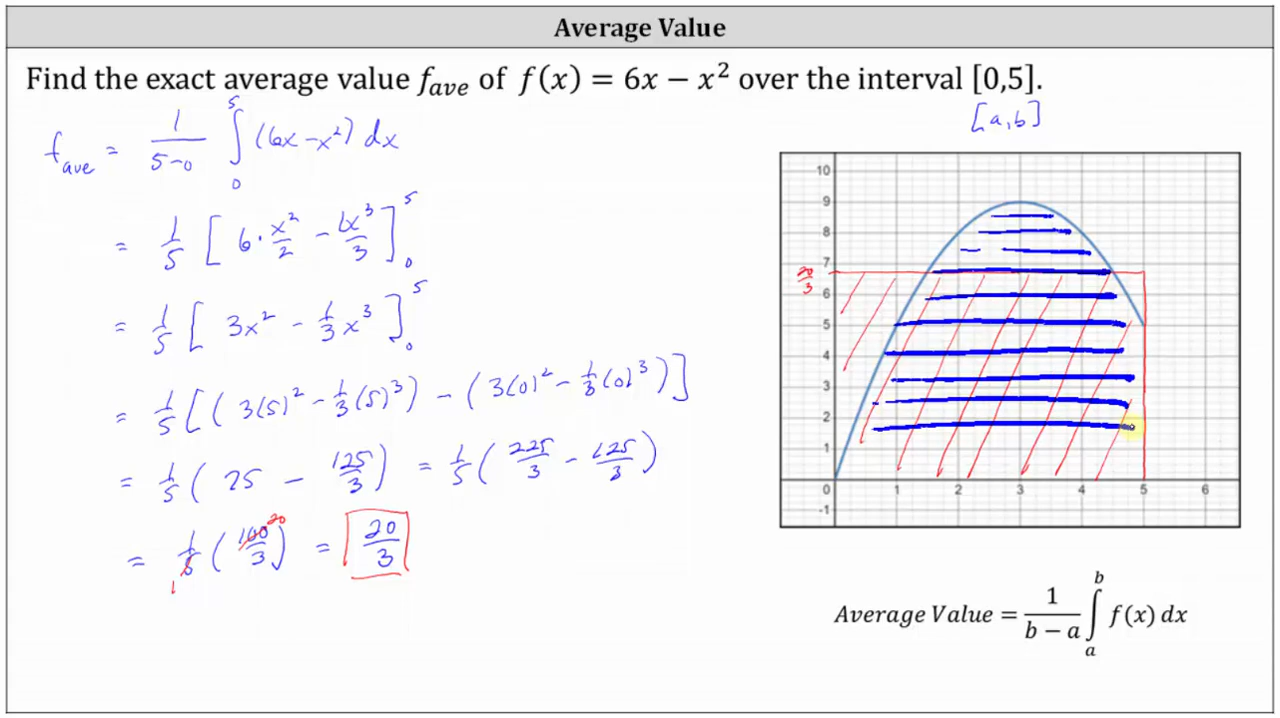 Average Value
Find the exact average value f_ave of f(x) = 6x − x² over the interval [0,5].
[a,b]
f_ave = 1/(5-0) ∫₀⁵ (6x − x²) dx
= 1/5 [ 6 · x²/2 − 1x³/3 ]₀⁵
= 1/5 [ 3x² − 1/3 x³ ]₀⁵
= 1/5 [ ( 3(5)² − 1/3 (5)³ ) − ( 3(0)² − 1/3 (0)³ ) ]
= 1/5 ( 75 − 125/3 ) = 1/5 ( 225/3 − 125/3 )
= 1/5 ( 100/3 ) = 20/3
1 20
10
9
8
7
20/3
6
5
4
3
2
1
0 1 2 3 4 5 6
-1
Average Value = 1/(b − a) ∫ₐᵇ f(x) dx